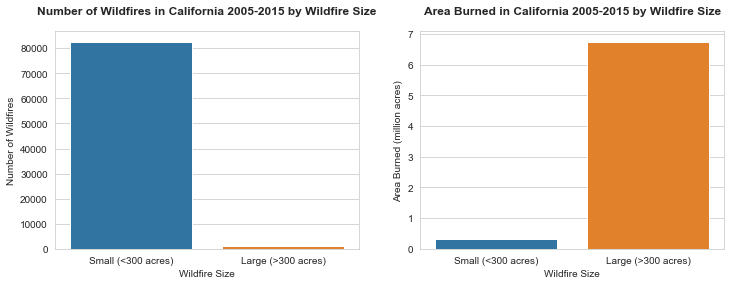 Number of Wildfires in California 2005-2015 by Wildfire Size
80000
70000
60000
50000
40000
30000
20000
10000
0
Number of Wildfires
Small (<300 acres)
Large (>300 acres)
Wildfire Size
Area Burned in California 2005-2015 by Wildfire Size
7
6
5
4
3
2
1
0
Area Burned (million acres)
Small (<300 acres)
Large (>300 acres)
Wildfire Size